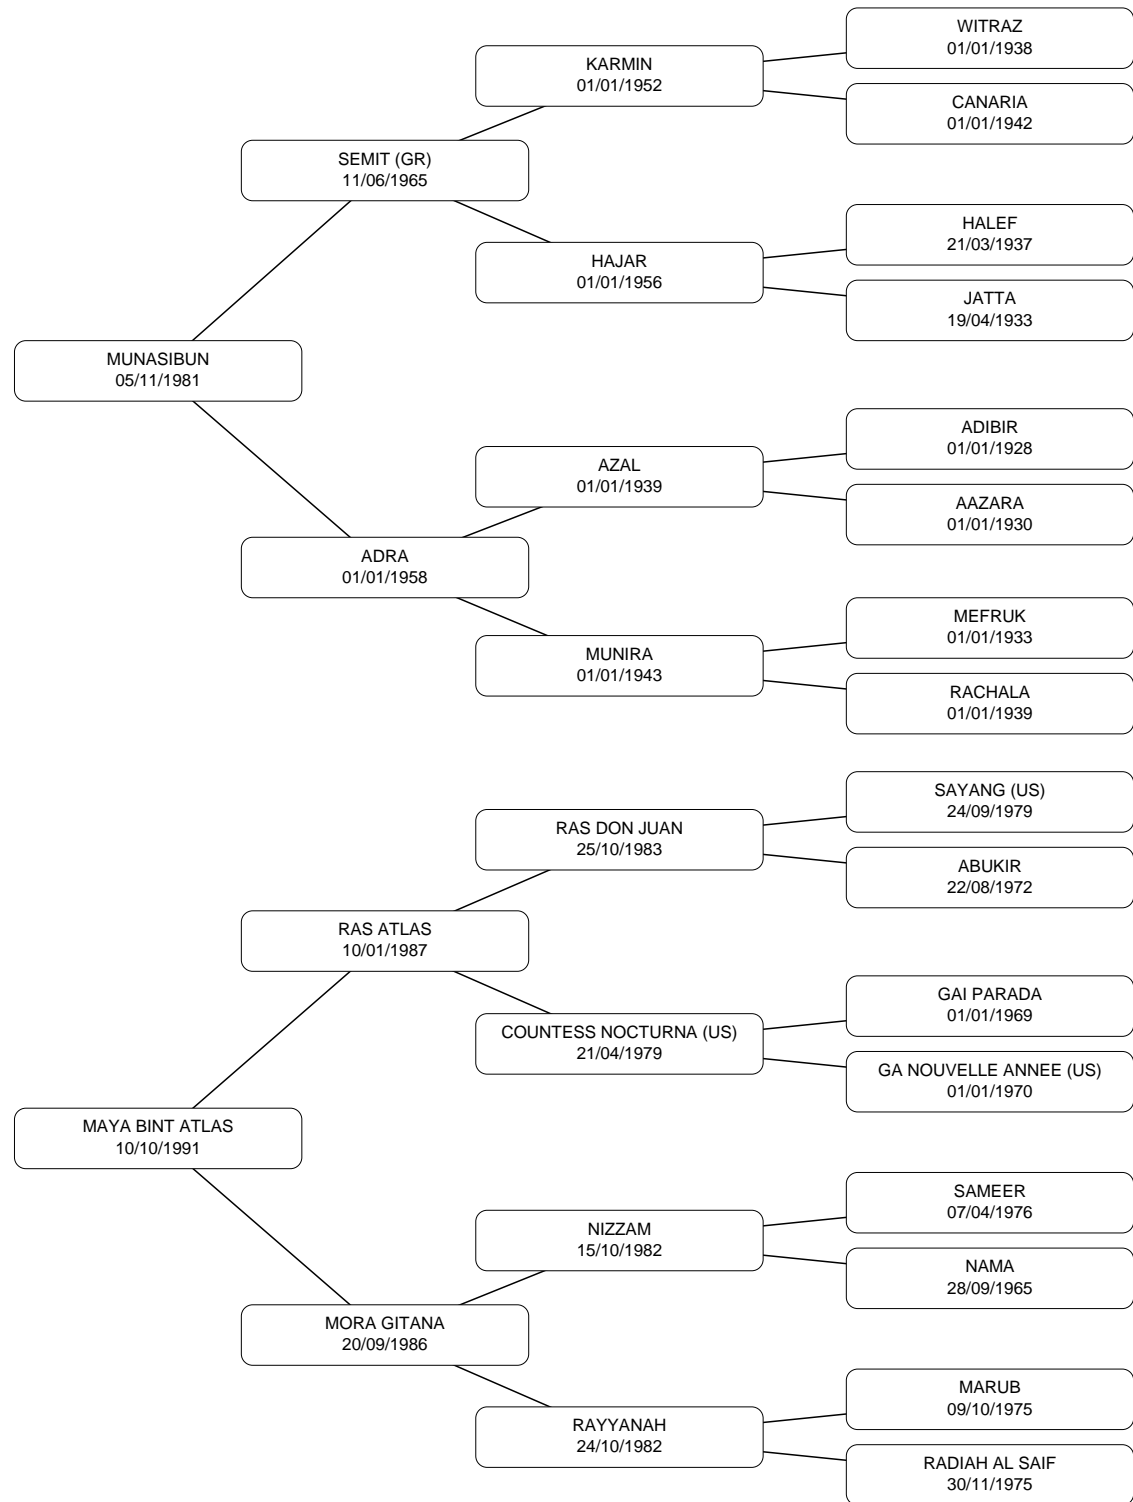 WITRAZ
01/01/1938
KARMIN
01/01/1952
CANARIA
01/01/1942
SEMIT (GR)
11/06/1965
HALEF
21/03/1937
HAJAR
01/01/1956
JATTA
19/04/1933
MUNASIBUN
05/11/1981
ADIBIR
01/01/1928
AZAL
01/01/1939
AAZARA
01/01/1930
ADRA
01/01/1958
MEFRUK
01/01/1933
MUNIRA
01/01/1943
RACHALA
01/01/1939
SAYANG (US)
24/09/1979
RAS DON JUAN
25/10/1983
ABUKIR
22/08/1972
RAS ATLAS
10/01/1987
GAI PARADA
01/01/1969
COUNTESS NOCTURNA (US)
21/04/1979
GA NOUVELLE ANNEE (US)
01/01/1970
MAYA BINT ATLAS
10/10/1991
SAMEER
07/04/1976
NIZZAM
15/10/1982
NAMA
28/09/1965
MORA GITANA
20/09/1986
MARUB
09/10/1975
RAYYANAH
24/10/1982
RADIAH AL SAIF
30/11/1975